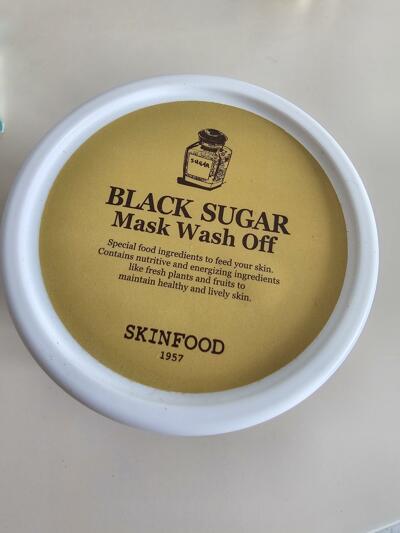 SUGAR
BLACK SUGAR
Mask Wash Off
Special food ingredients to feed your skin.
Contains nutritive and energizing ingredients
like fresh plants and fruits to
maintain healthy and lively skin.
SKINFOOD
1957